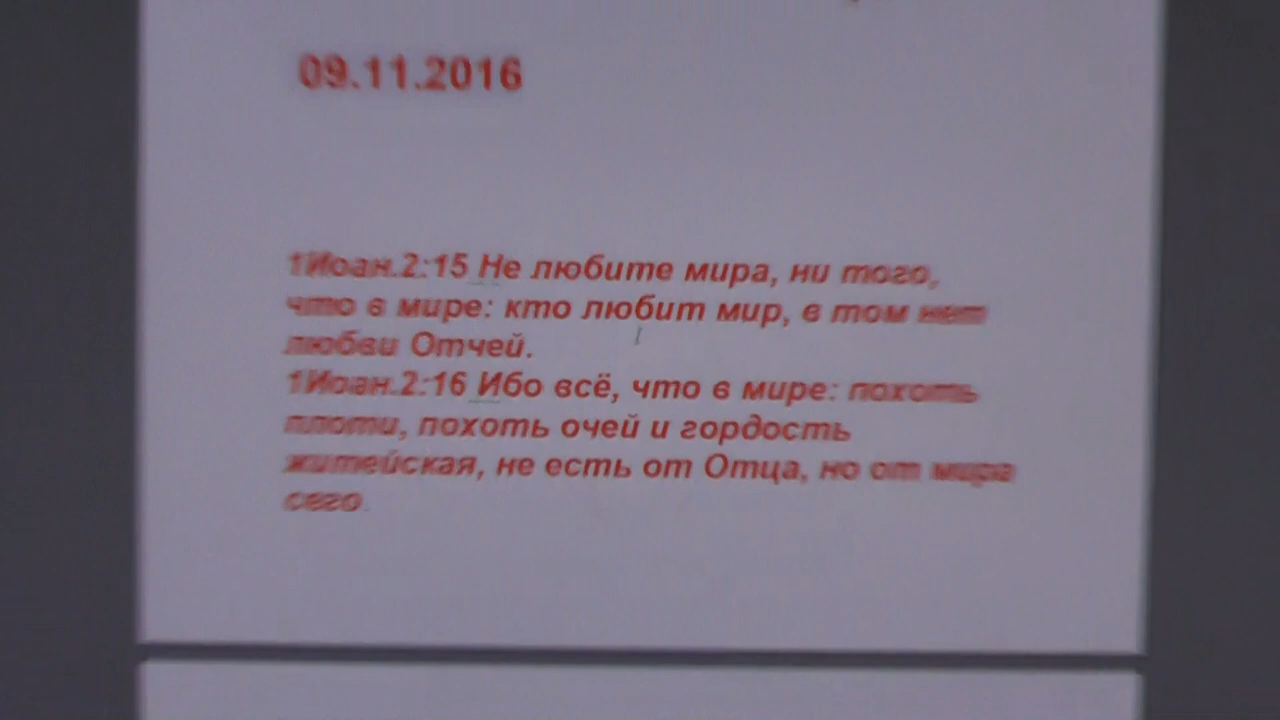 09.11.2016
1Иоан.2:15 Не любите мира, ни того,
что в мире: кто любит мир, в том нет
любви Отчей.
1Иоан.2:16 Ибо всё, что в мире: похоть
плоти, похоть очей и гордость
житейская, не есть от Отца, но от мира
сего.